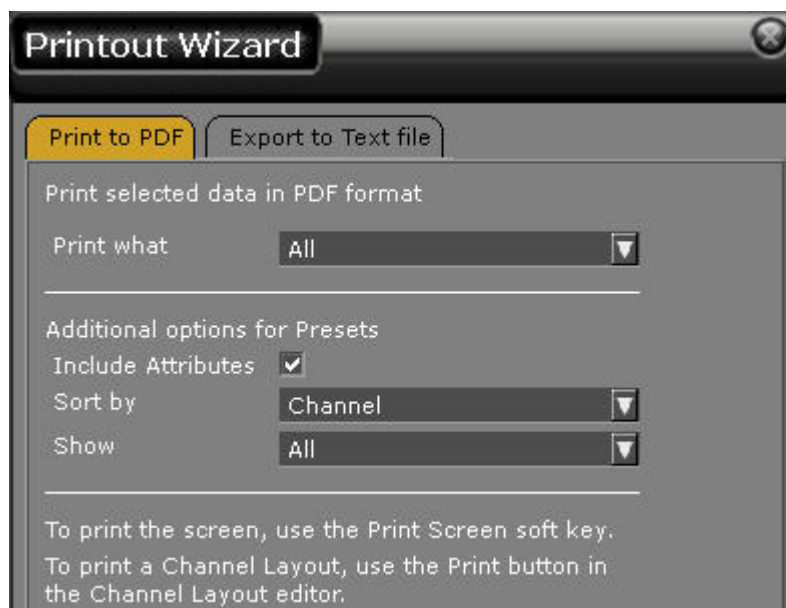 Printout Wizard
Print to PDF
Export to Text file
Print selected data in PDF format
Print what
All
Additional options for Presets
Include Attributes
Sort by
Channel
Show
All
To print the screen, use the Print Screen soft key.
To print a Channel Layout, use the Print button in
the Channel Layout editor.